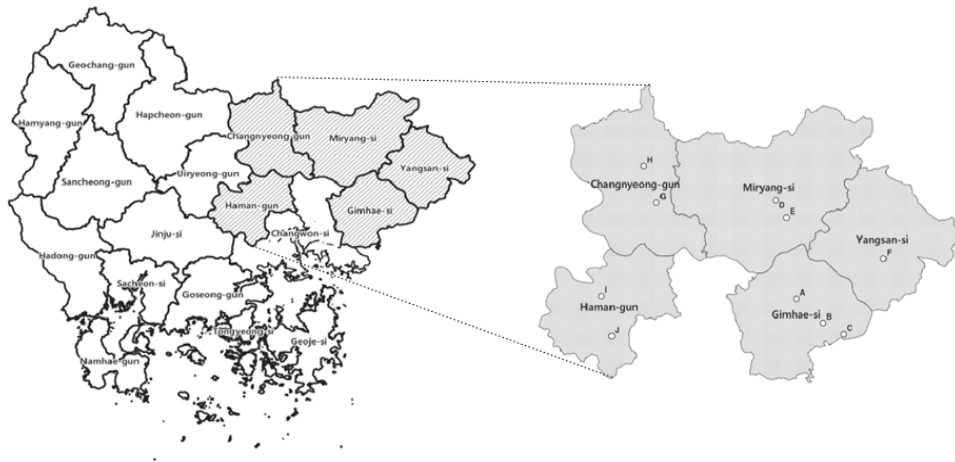 Geochang-gun
Hamyang-gun
Hapcheon-gun
Changnyeong-gun
Miryang-si
Yangsan-si
Sancheong-gun
Uiryeong-gun
Haman-gun
Gimhae-si
Jinju-si
Changwon-si
Hadong-gun
Sacheon-si
Goseong-gun
Tongyeong-si
Geoje-si
Namhae-gun
H
Changnyeong-gun
G
Miryang-si
D
E
Yangsan-si
F
I
Haman-gun
J
A
Gimhae-si
B
C